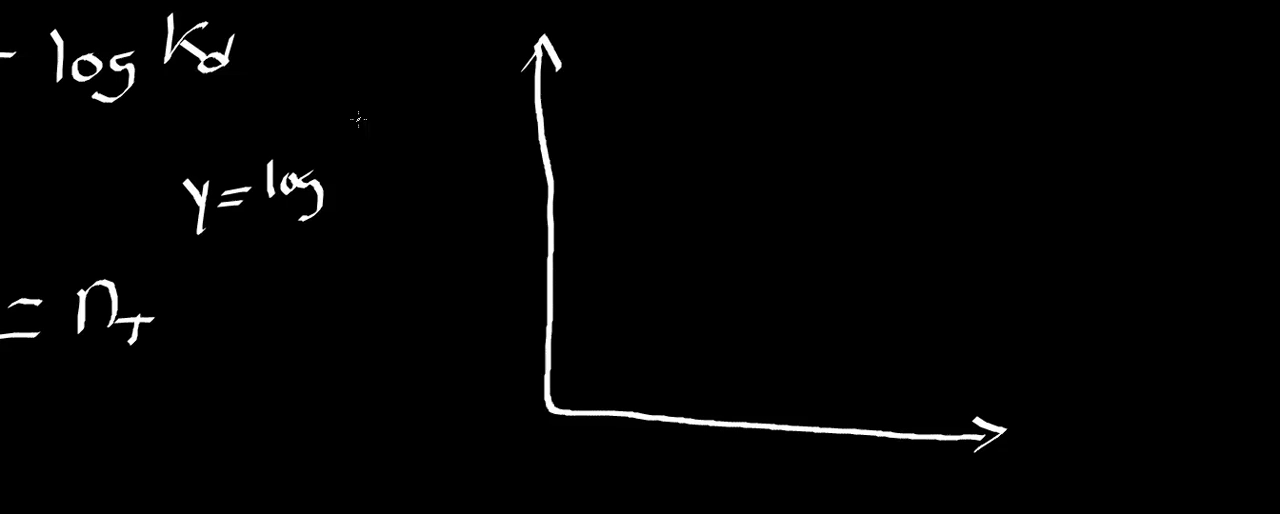 - log Kd
y = log
= nT